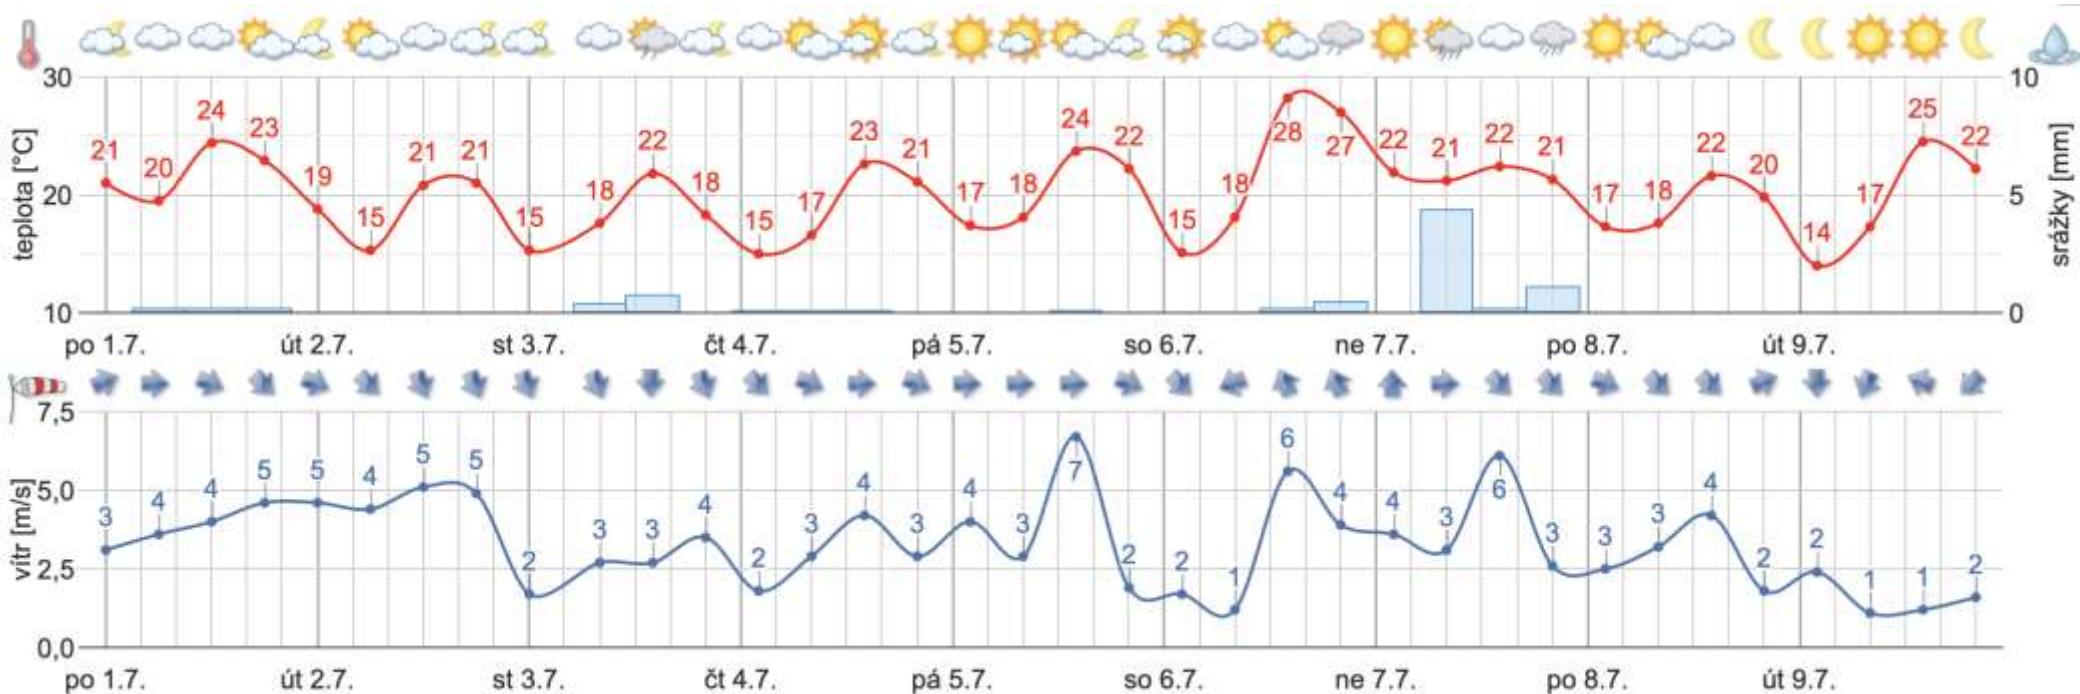 30
10
21 20 24 23 19 15 21 21 15 18 22 18 15 17 23 21 17 18 24 22 15 18 28 27 22 21 22 21 17 18 22 20 14 17 25 22
teplota [°C]
20
5
srážky [mm]
10
0
po 1.7. út 2.7. st 3.7. čt 4.7. pá 5.7. so 6.7. ne 7.7. po 8.7. út 9.7.
7,5
3 4 4 5 5 4 5 5 2 3 3 4 2 3 4 3 4 3 7 2 2 1 6 4 4 3 6 3 3 3 4 2 2 1 1 2
vítr [m/s]
5,0
2,5
0,0
po 1.7. út 2.7. st 3.7. čt 4.7. pá 5.7. so 6.7. ne 7.7. po 8.7. út 9.7.